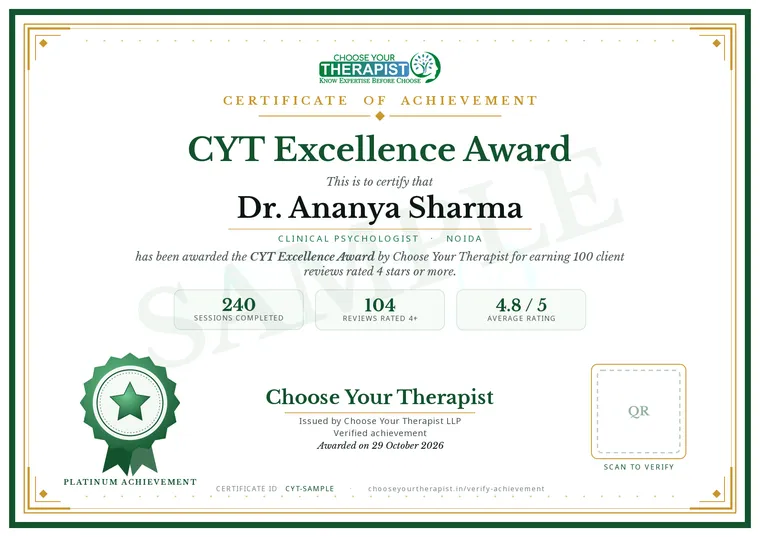 CHOOSE YOUR
THERAPIST
KNOW EXPERTISE BEFORE CHOOSE
CERTIFICATE OF ACHIEVEMENT
CYT Excellence Award
This is to certify that
Dr. Ananya Sharma
CLINICAL PSYCHOLOGIST · NOIDA
has been awarded the CYT Excellence Award by Choose Your Therapist for earning 100 client
reviews rated 4 stars or more.
SAMPLE
240
SESSIONS COMPLETED
104
REVIEWS RATED 4+
4.8 / 5
AVERAGE RATING
Choose Your Therapist
Issued by Choose Your Therapist LLP
Verified achievement
Awarded on 29 October 2026
QR
SCAN TO VERIFY
PLATINUM ACHIEVEMENT
CERTIFICATE ID CYT-SAMPLE · chooseyourtherapist.in/verify-achievement